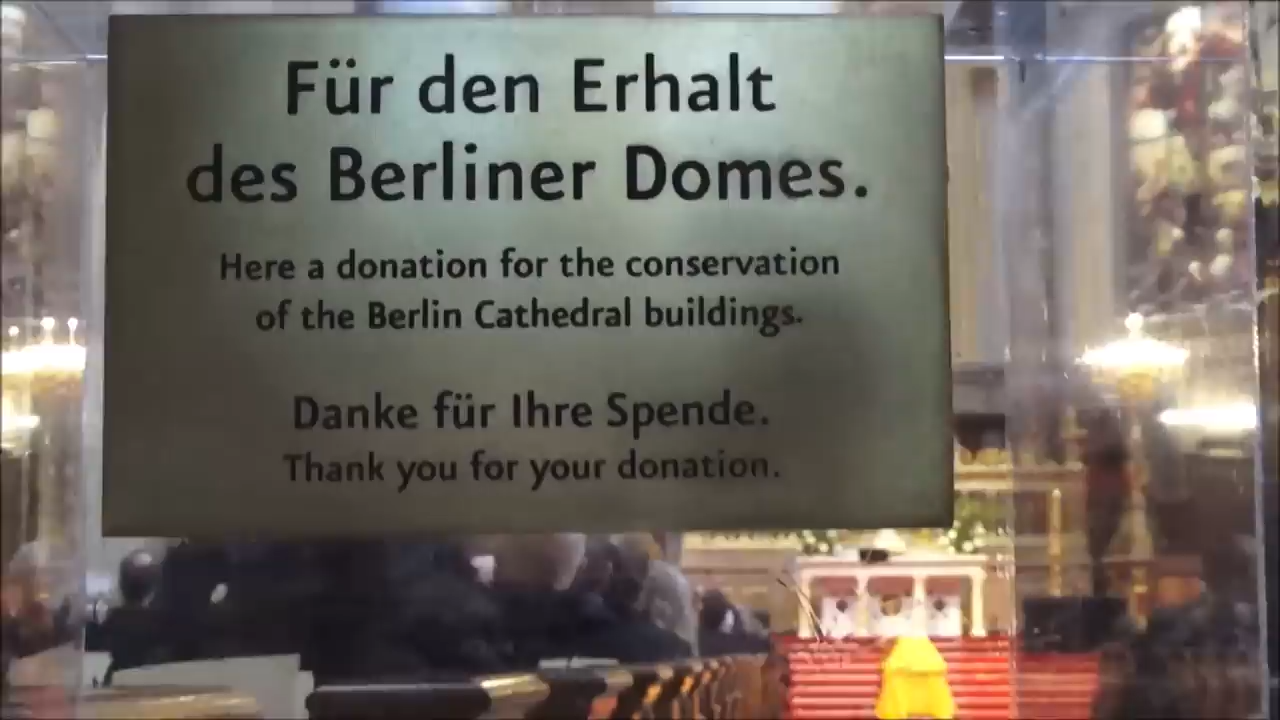 Für den Erhalt
des Berliner Domes.
Here a donation for the conservation
of the Berlin Cathedral buildings.
Danke für Ihre Spende.
Thank you for your donation.